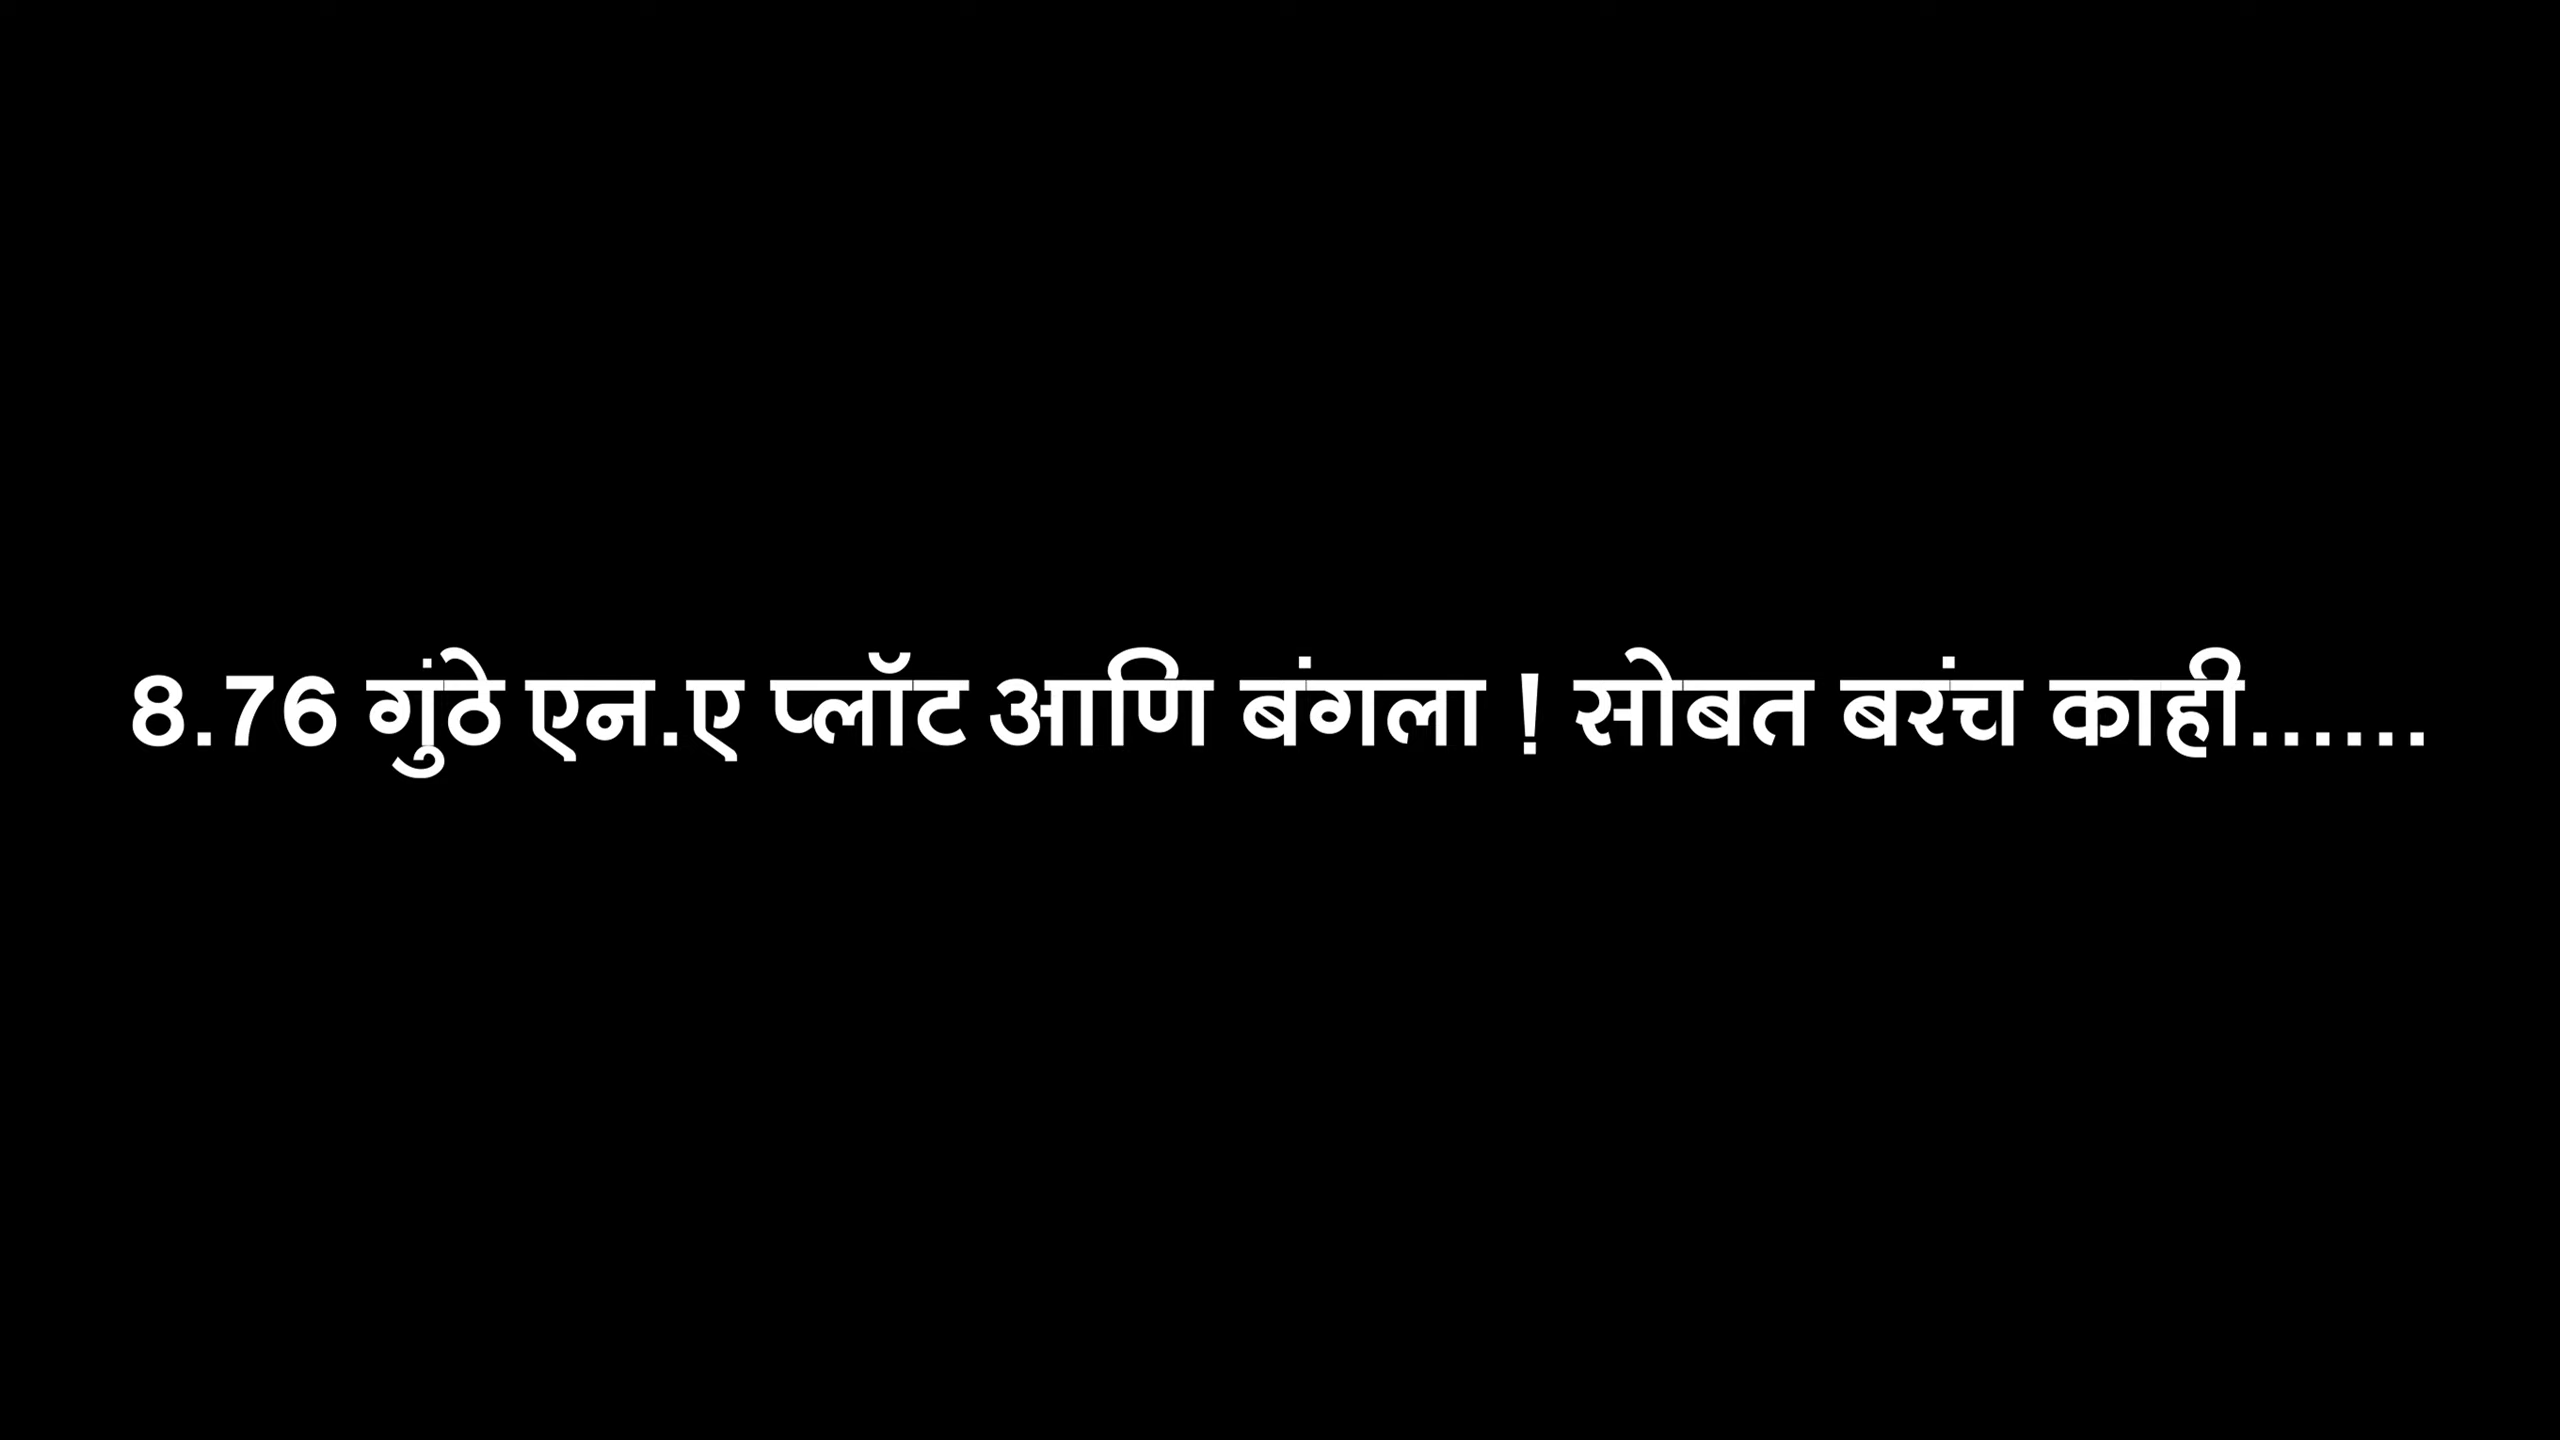 8.76 गुंठे एन.ए प्लॉट आणि बंगला ! सोबत बरंच काही......